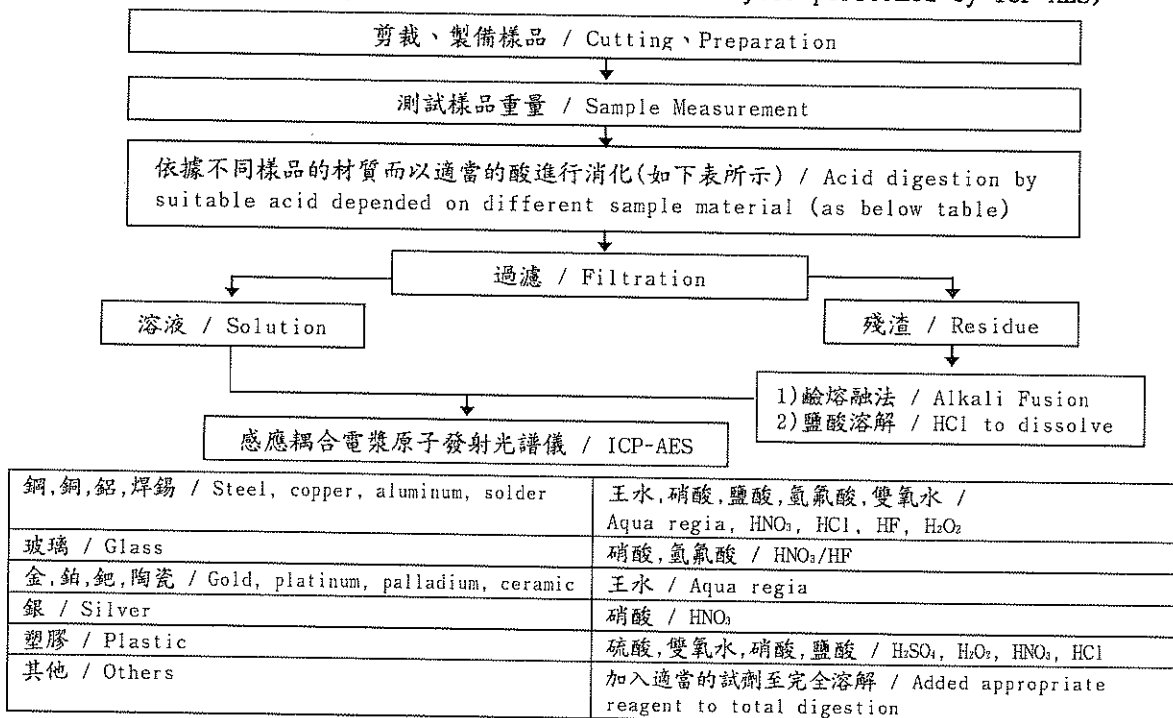 by ICP-AES,
剪裁、製備樣品 / Cutting、Preparation
測試樣品重量 / Sample Measurement
依據不同樣品的材質而以適當的酸進行消化(如下表所示) / Acid digestion by
suitable acid depended on different sample material (as below table)
過濾 / Filtration
溶液 / Solution
殘渣 / Residue
1)鹼熔融法 / Alkali Fusion
2)鹽酸溶解 / HCl to dissolve
感應耦合電漿原子發射光譜儀 / ICP-AES
鋼,銅,鋁,焊錫 / Steel, copper, aluminum, solder
王水,硝酸,鹽酸,氫氟酸,雙氧水 /
Aqua regia, HNO₃, HCl, HF, H₂O₂
玻璃 / Glass
硝酸,氫氟酸 / HNO₃/HF
金,鉑,鈀,陶瓷 / Gold, platinum, palladium, ceramic
王水 / Aqua regia
銀 / Silver
硝酸 / HNO₃
塑膠 / Plastic
硫酸,雙氧水,硝酸,鹽酸 / H₂SO₄, H₂O₂, HNO₃, HCl
其他 / Others
加入適當的試劑至完全溶解 / Added appropriate
reagent to total digestion